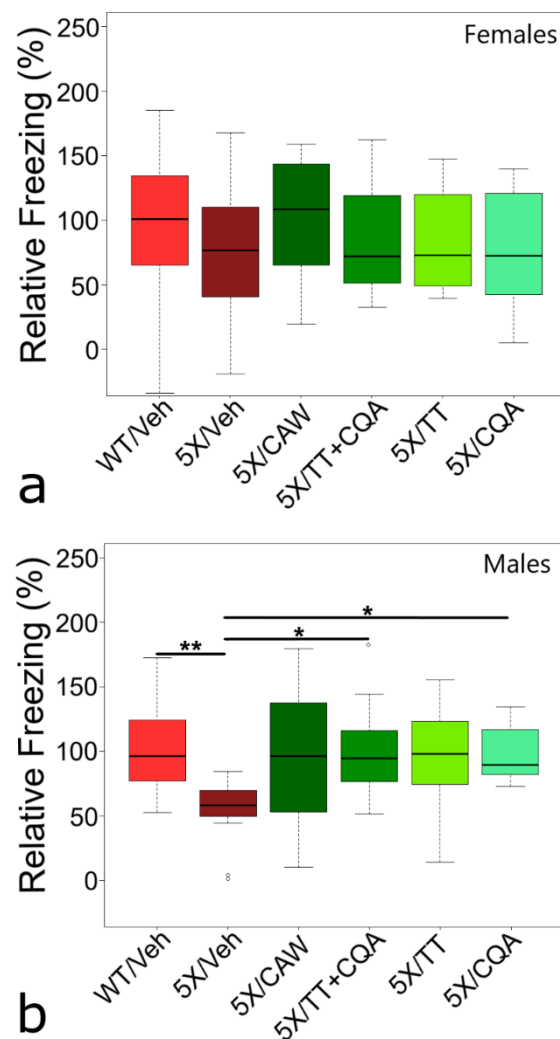 Females
Relative Freezing (%)
250
200
150
100
50
0
WT/Veh
5X/Veh
5X/CAW
5X/TT+CQA
5X/TT
5X/CQA
a
Males
Relative Freezing (%)
250
200
150
100
50
0
*
**
*
WT/Veh
5X/Veh
5X/CAW
5X/TT+CQA
5X/TT
5X/CQA
b